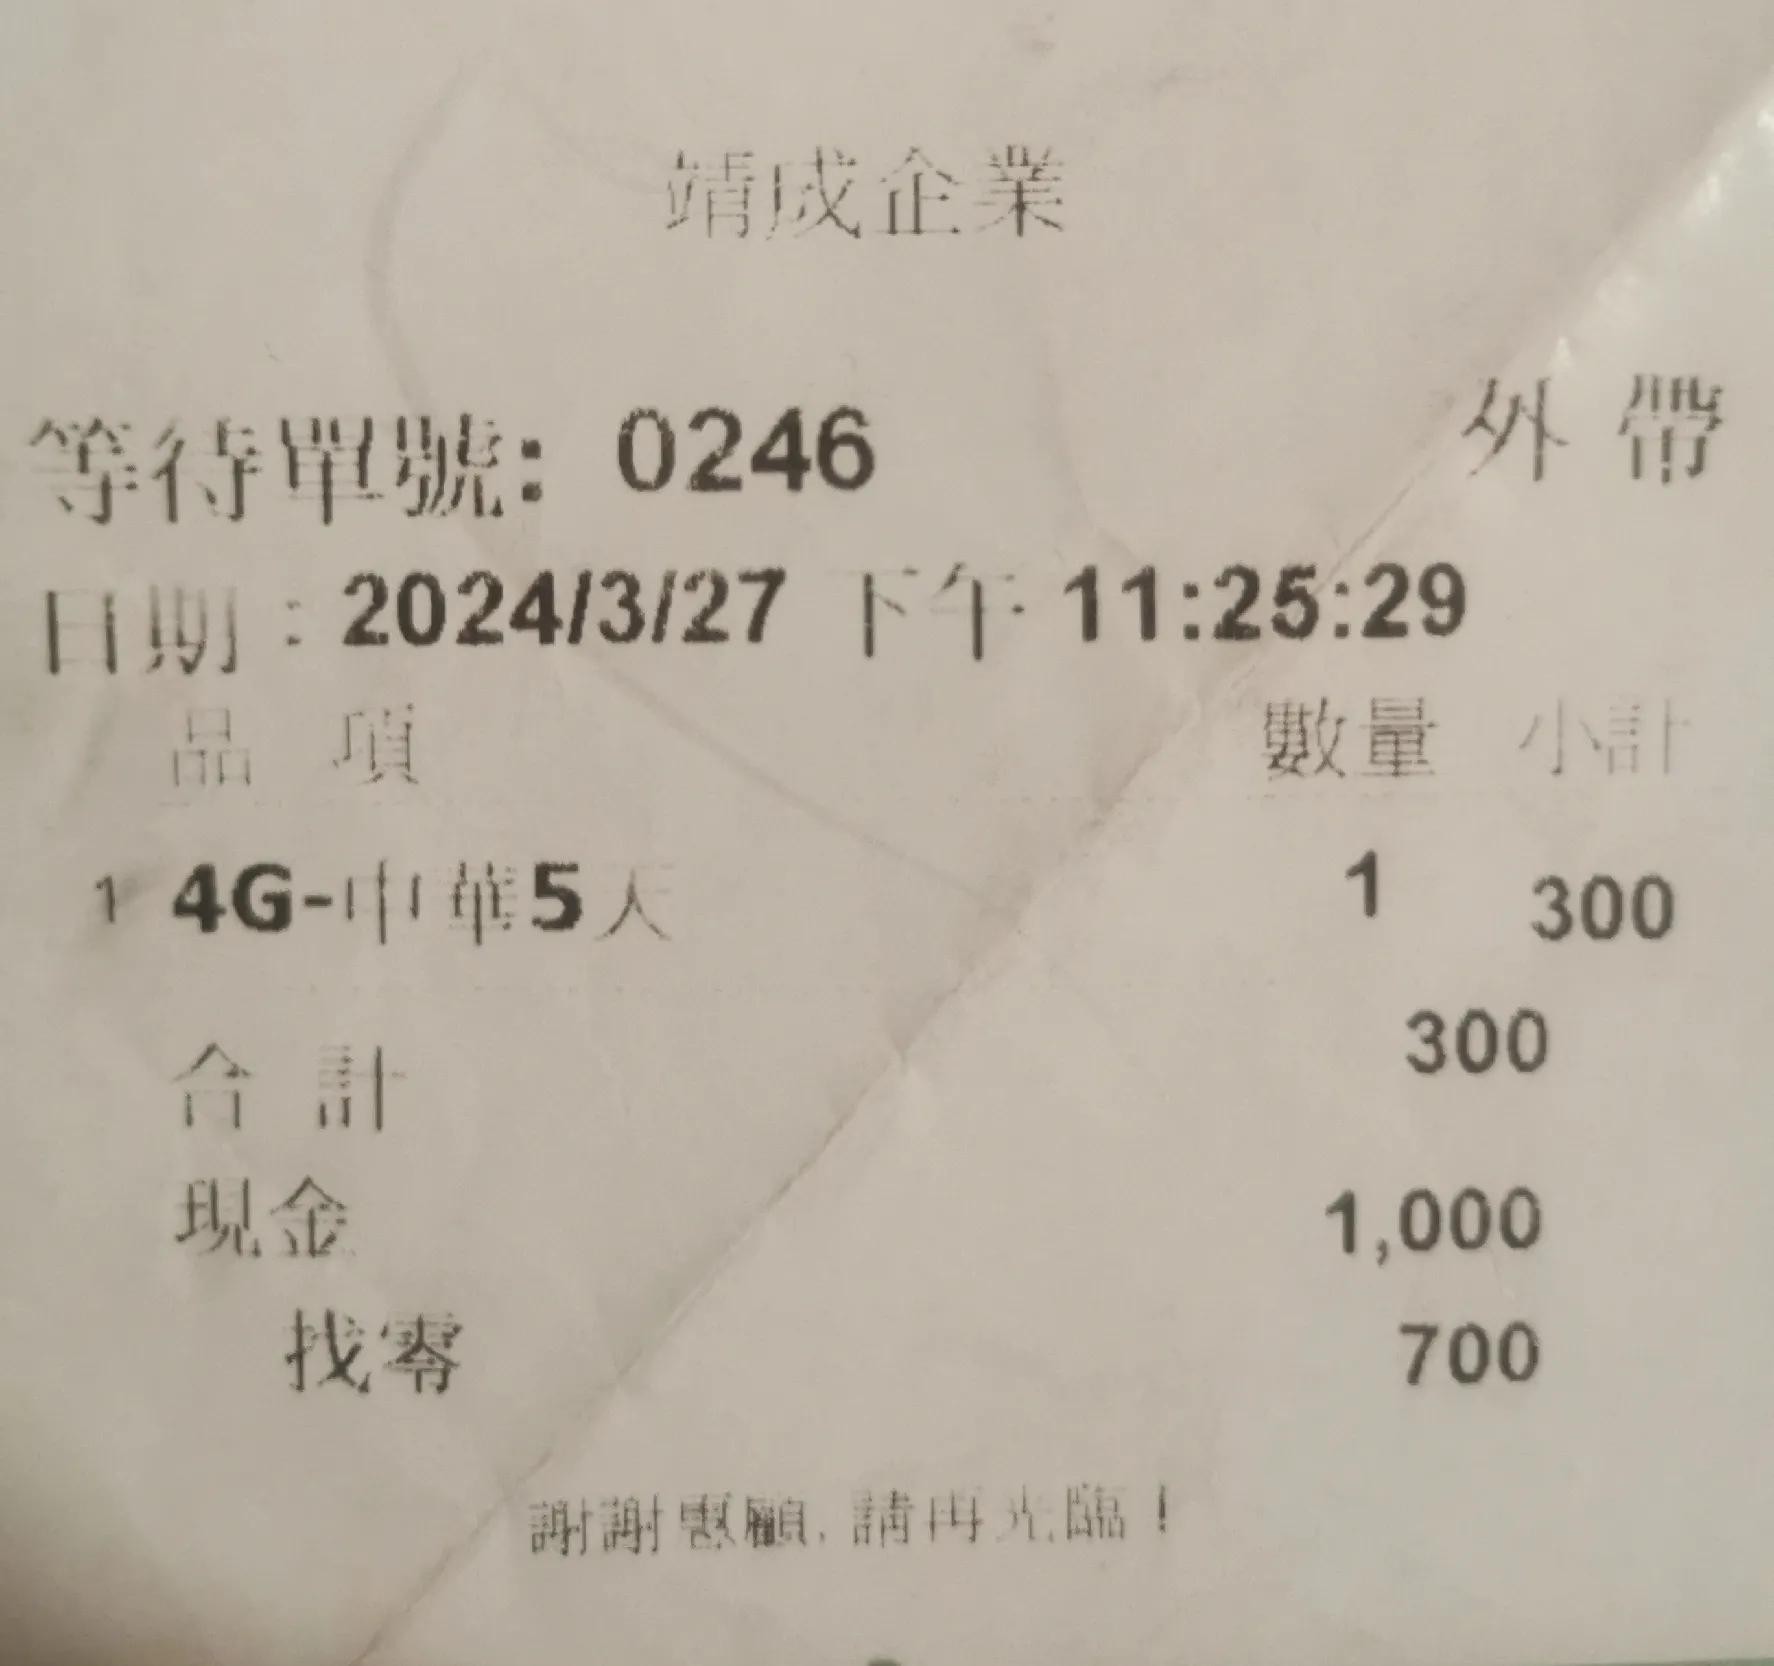 靖成企業
等待單號: 0246 外帶
日期:2024/3/27 下午 11:25:29
品項 數量 小計
1 4G-中華5天 1 300
合計 300
現金 1,000
找零 700
謝謝惠顧,請再光臨!